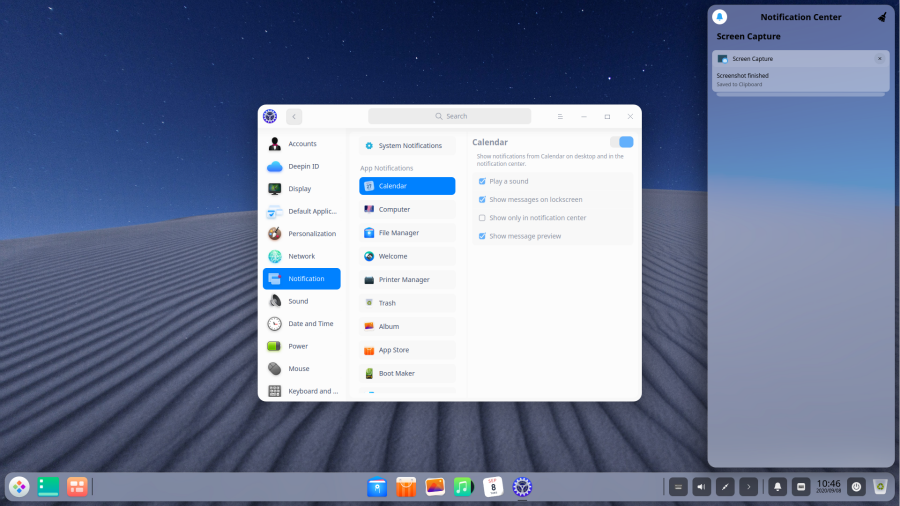 Notification Center
Screen Capture
Screen Capture
Screenshot finished
Saved to Clipboard
Search
Accounts
Deepin ID
Display
Default Applic...
Personalization
Network
Notification
Sound
Date and Time
Power
Mouse
Keyboard and ...
System Notifications
App Notifications
Calendar
Computer
File Manager
Welcome
Printer Manager
Trash
Album
App Store
Boot Maker
Calendar
Show notifications from Calendar on desktop and in the
notification center.
Play a sound
Show messages on lockscreen
Show only in notification center
Show message preview
SEP
8
10:46
2020/09/08